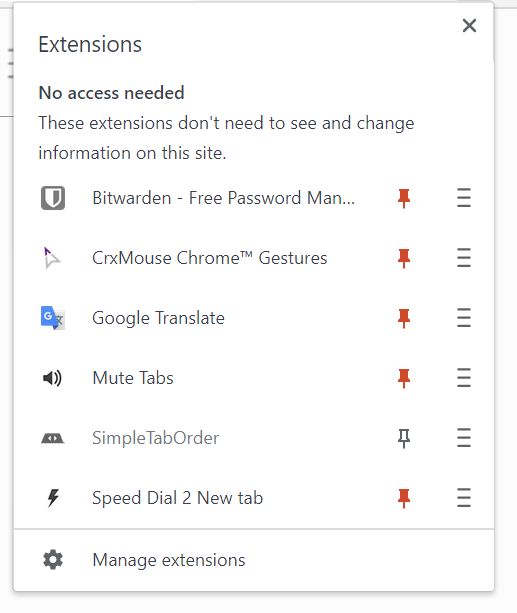 Extensions
No access needed
These extensions don't need to see and change
information on this site.
Bitwarden - Free Password Man...
CrxMouse Chrome™ Gestures
Google Translate
Mute Tabs
SimpleTabOrder
Speed Dial 2 New tab
Manage extensions